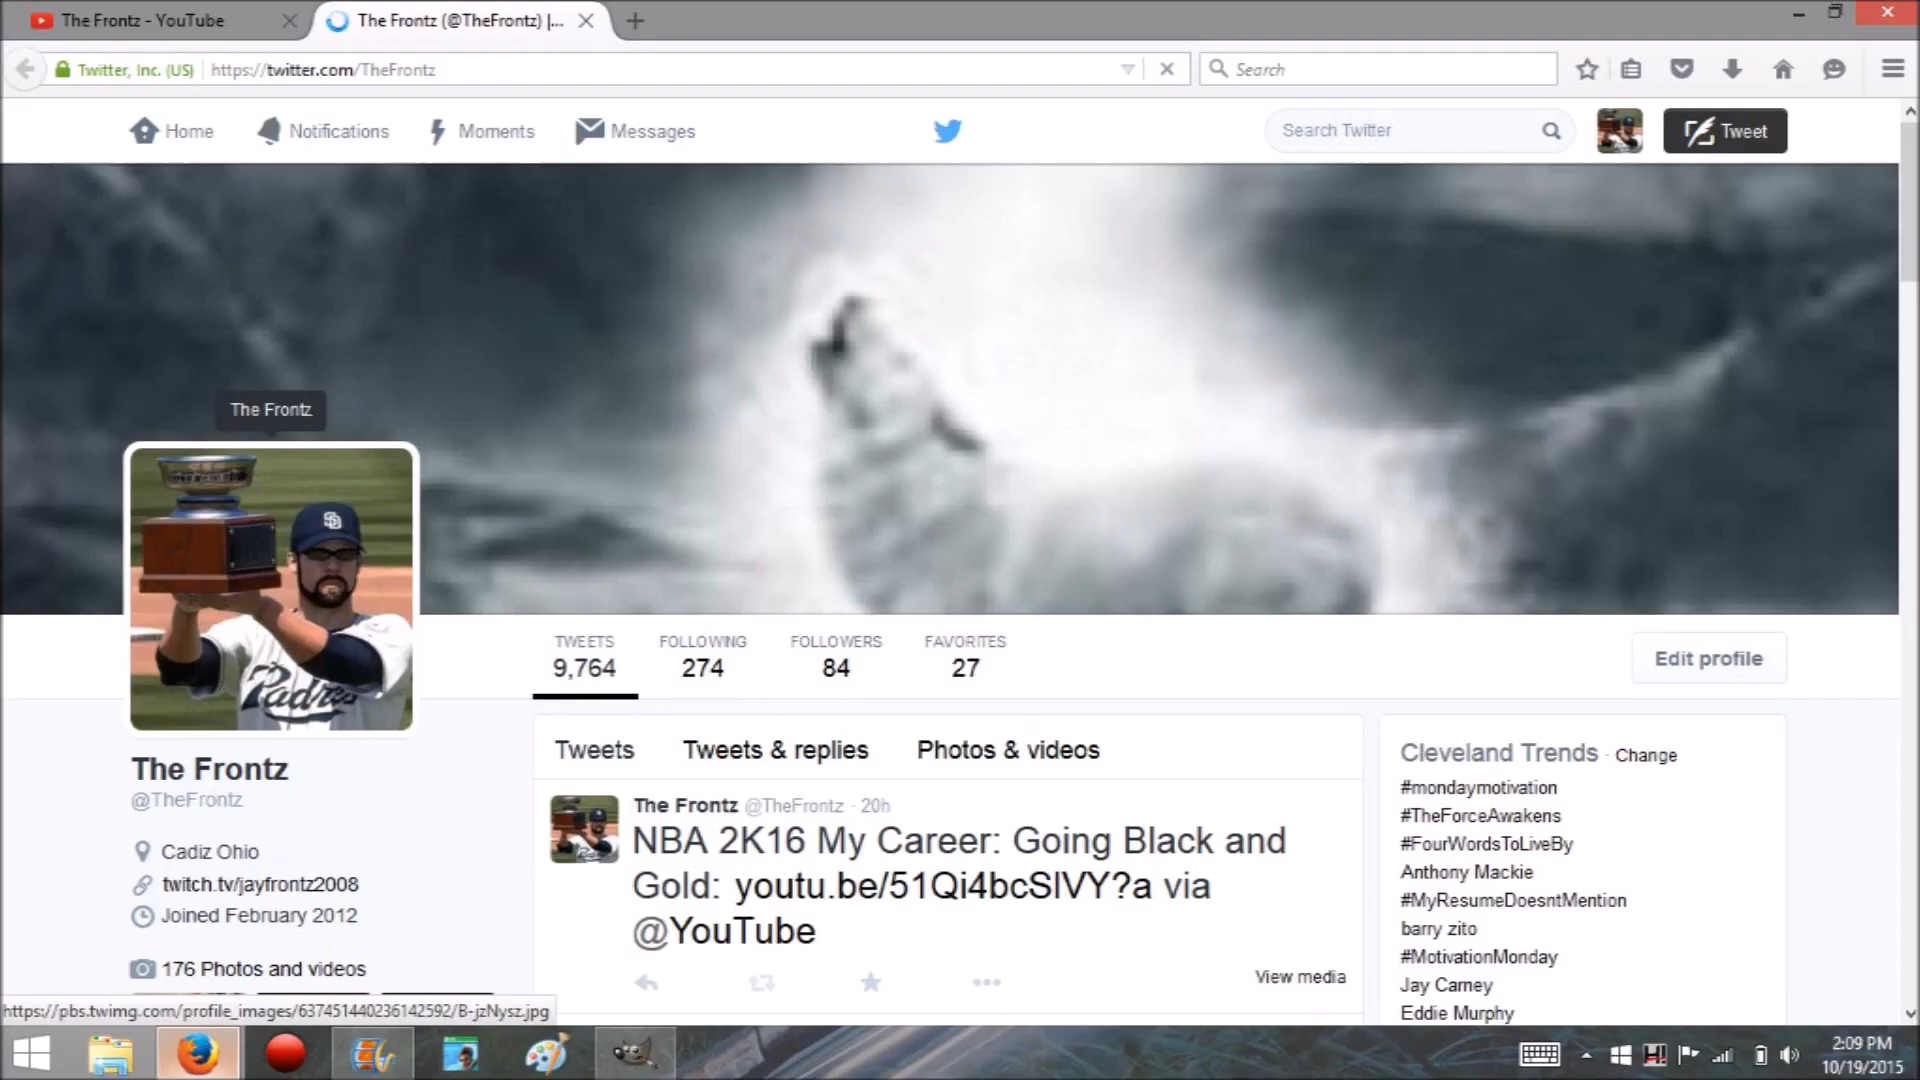 The Frontz - YouTube
The Frontz (@TheFrontz) |...
Twitter, Inc. (US)
https://twitter.com/TheFrontz
Search
Home
Notifications
Moments
Messages
Search Twitter
Tweet
The Frontz
SD
Padres
TWEETS
9,764
FOLLOWING
274
FOLLOWERS
84
FAVORITES
27
Edit profile
The Frontz
@TheFrontz
Cadiz Ohio
twitch.tv/jayfrontz2008
Joined February 2012
176 Photos and videos
Tweets
Tweets & replies
Photos & videos
The Frontz @TheFrontz · 20h
NBA 2K16 My Career: Going Black and
Gold: youtu.be/51Qi4bcSlVY?a via
@YouTube
View media
Cleveland Trends · Change
#mondaymotivation
#TheForceAwakens
#FourWordsToLiveBy
Anthony Mackie
#MyResumeDoesntMention
barry zito
#MotivationMonday
Jay Carney
Eddie Murphy
https://pbs.twimg.com/profile_images/637451440236142592/B-jzNysz.jpg
2:09 PM
10/19/2015